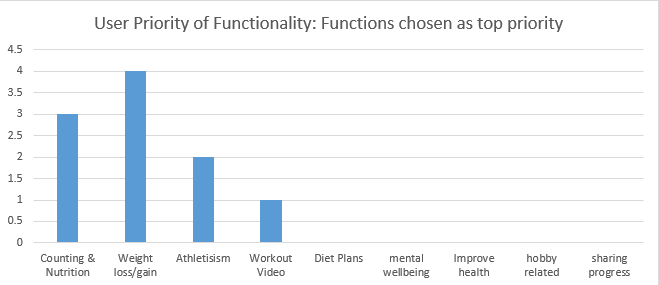 User Priority of Functionality: Functions chosen as top priority
4.5
4
3.5
3
2.5
2
1.5
1
0.5
0
Counting &
Nutrition
Weight
loss/gain
Athletisism
Workout
Video
Diet Plans
mental
wellbeing
Improve
health
hobby
related
sharing
progress